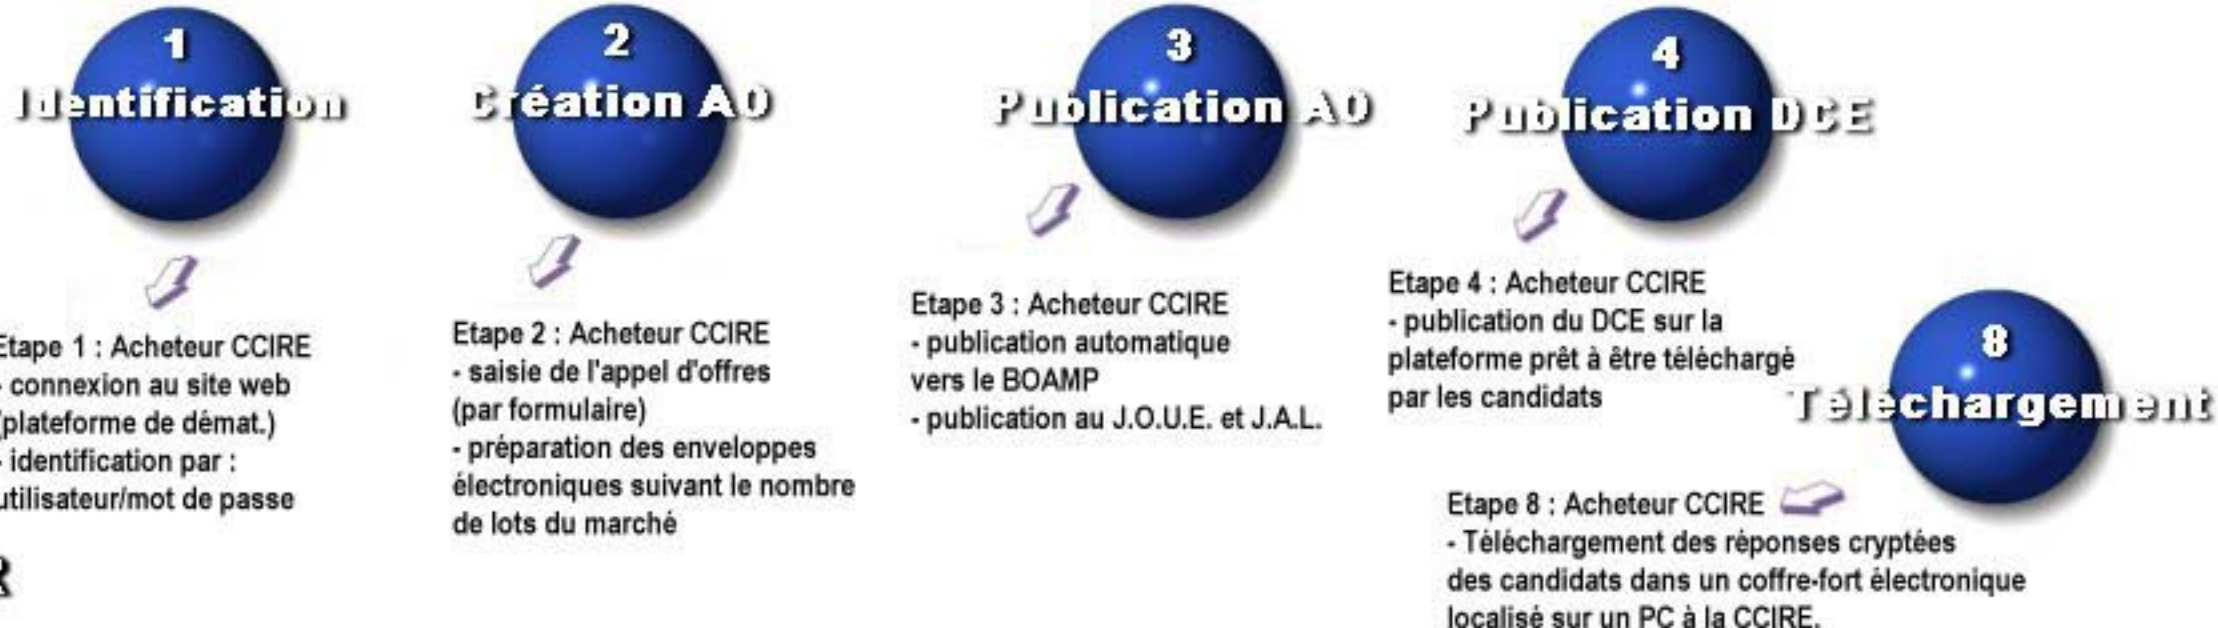 1
Identification
Etape 1 : Acheteur CCIRE
- connexion au site web
(plateforme de démat.)
- identification par :
utilisateur/mot de passe
2
Création AO
Etape 2 : Acheteur CCIRE
- saisie de l'appel d'offres
(par formulaire)
- préparation des enveloppes
électroniques suivant le nombre
de lots du marché
3
Publication AO
Etape 3 : Acheteur CCIRE
- publication automatique
vers le BOAMP
- publication au J.O.U.E. et J.A.L.
4
Publication DCE
Etape 4 : Acheteur CCIRE
- publication du DCE sur la
plateforme prêt à être téléchargé
par les candidats
8
Téléchargement
Etape 8 : Acheteur CCIRE
- Téléchargement des réponses cryptées
des candidats dans un coffre-fort électronique
localisé sur un PC à la CCIRE.